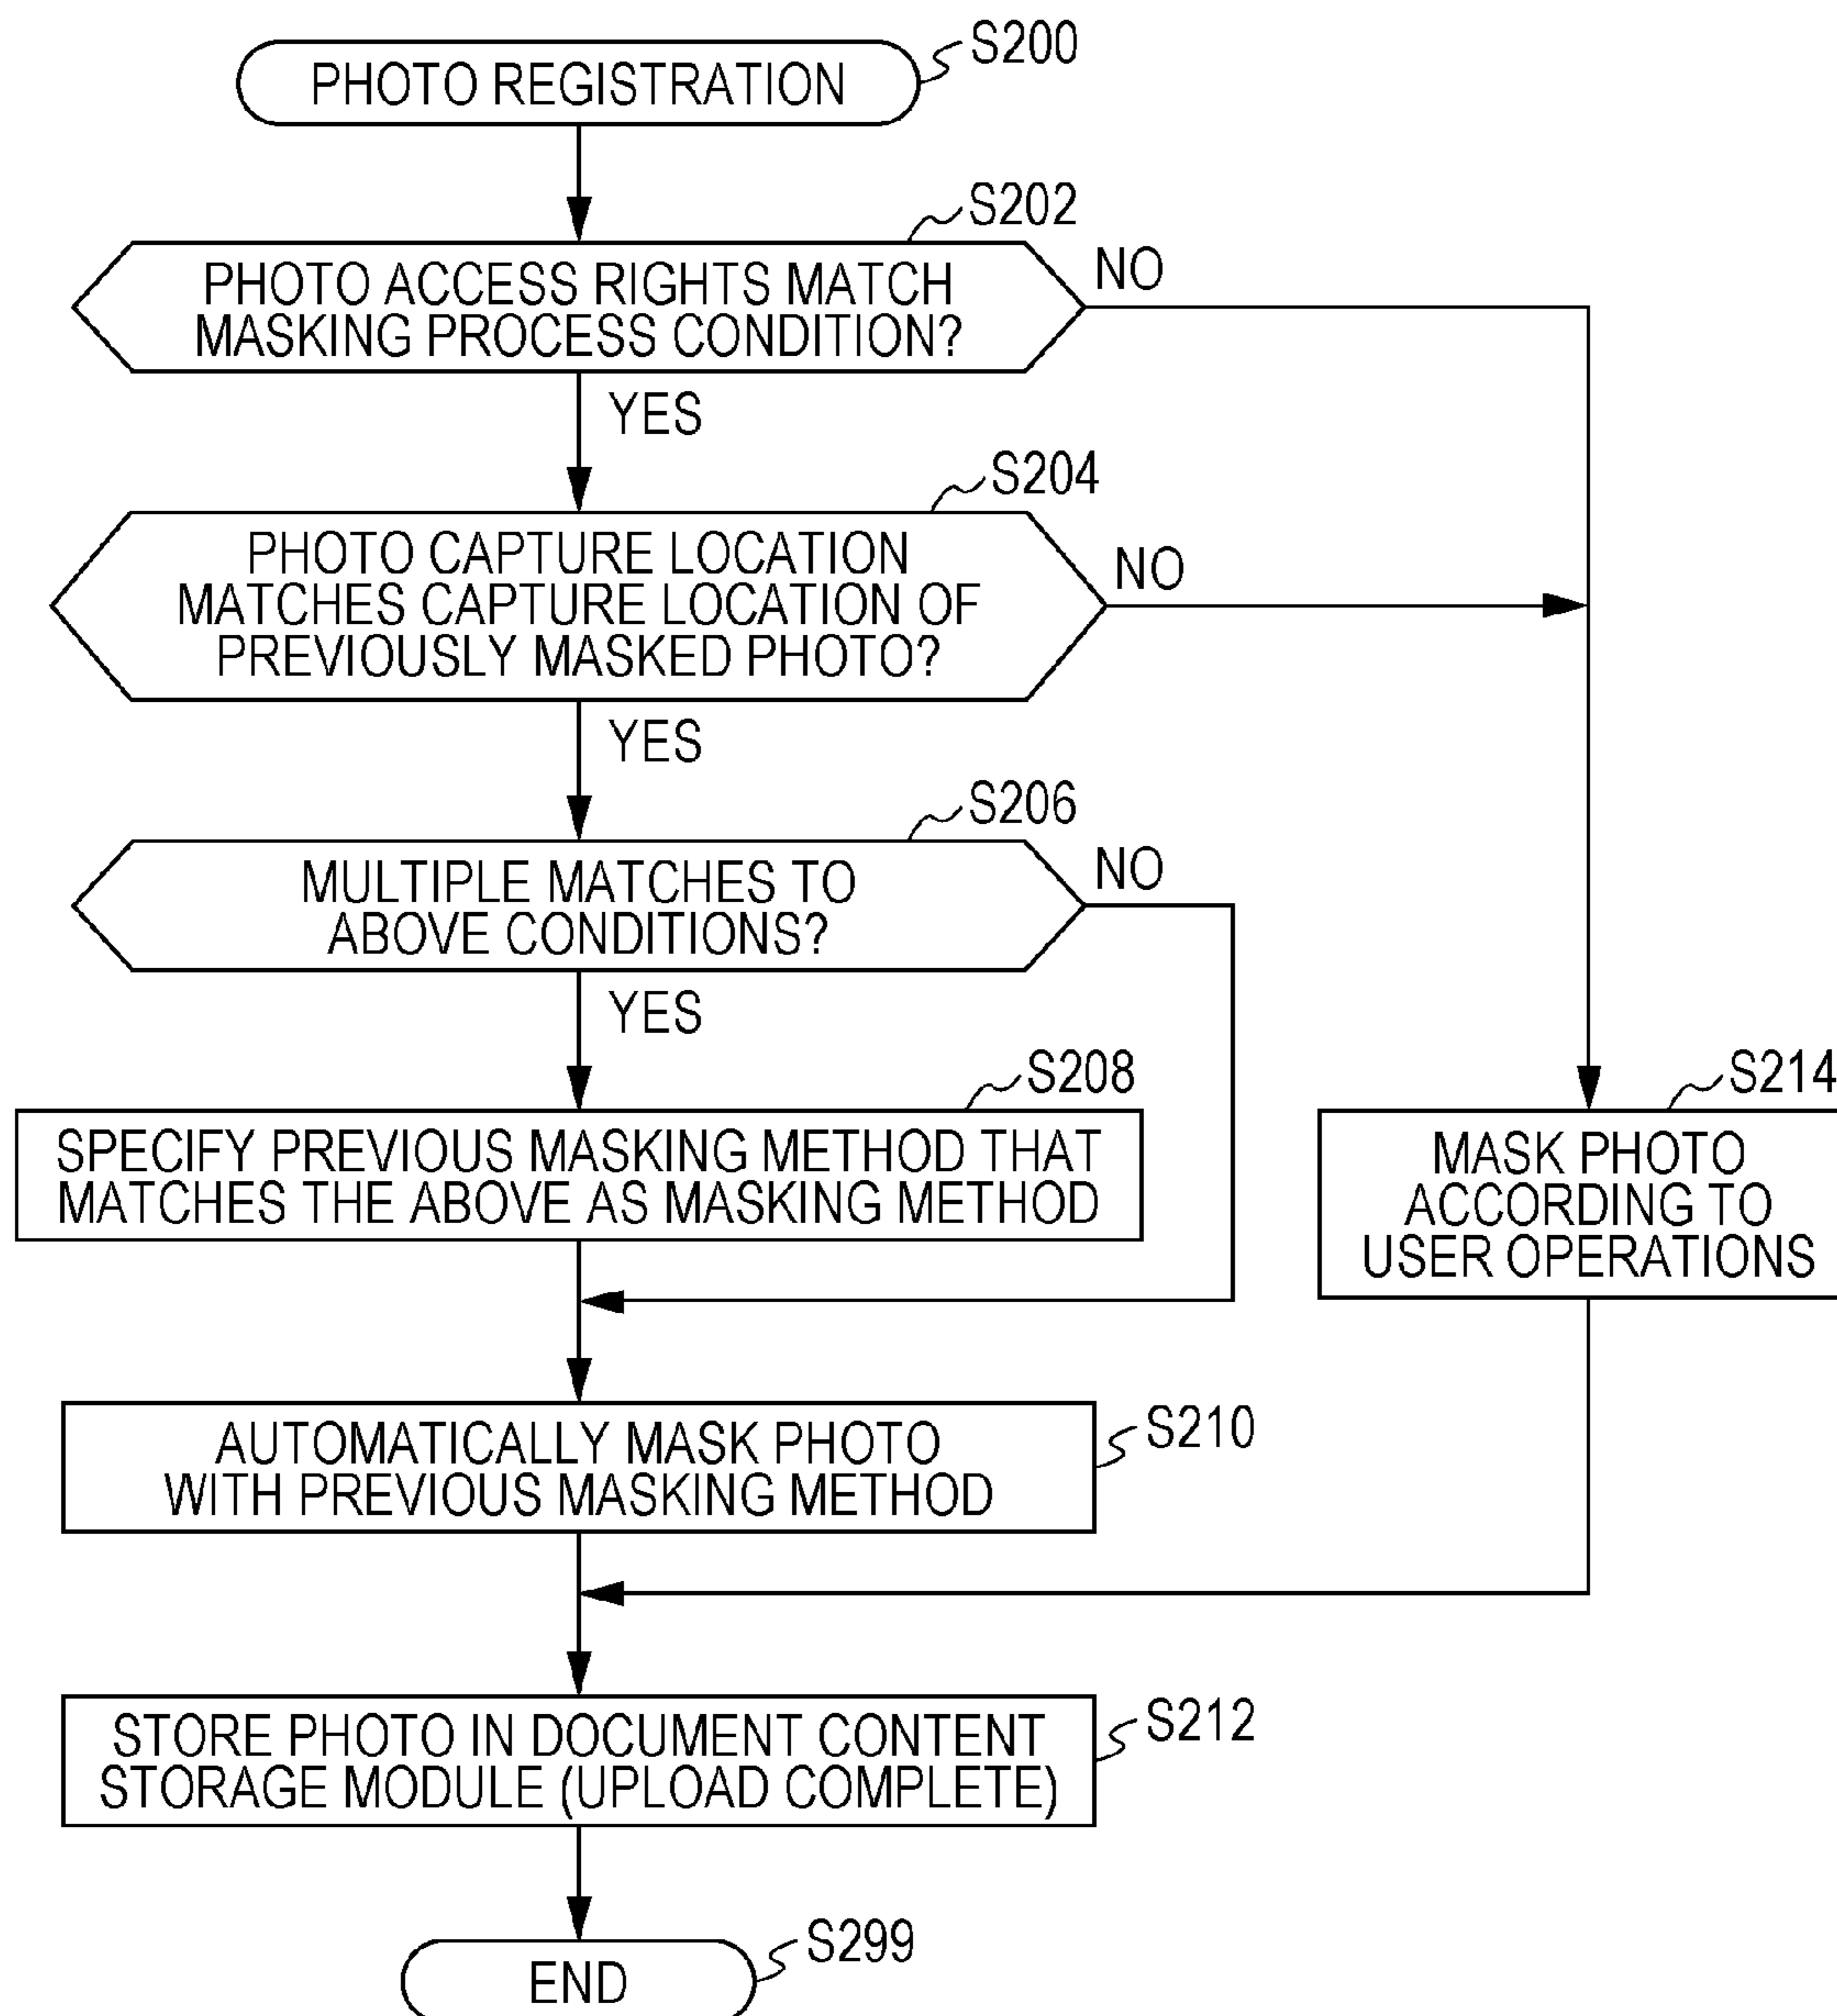 PHOTO REGISTRATION
S200
S202
PHOTO ACCESS RIGHTS MATCH
MASKING PROCESS CONDITION?
NO
YES
S204
PHOTO CAPTURE LOCATION
MATCHES CAPTURE LOCATION OF
PREVIOUSLY MASKED PHOTO?
NO
YES
S206
MULTIPLE MATCHES TO
ABOVE CONDITIONS?
NO
YES
S208
SPECIFY PREVIOUS MASKING METHOD THAT
MATCHES THE ABOVE AS MASKING METHOD
S214
MASK PHOTO
ACCORDING TO
USER OPERATIONS
AUTOMATICALLY MASK PHOTO
WITH PREVIOUS MASKING METHOD
S210
STORE PHOTO IN DOCUMENT CONTENT
STORAGE MODULE (UPLOAD COMPLETE)
S212
END
S299